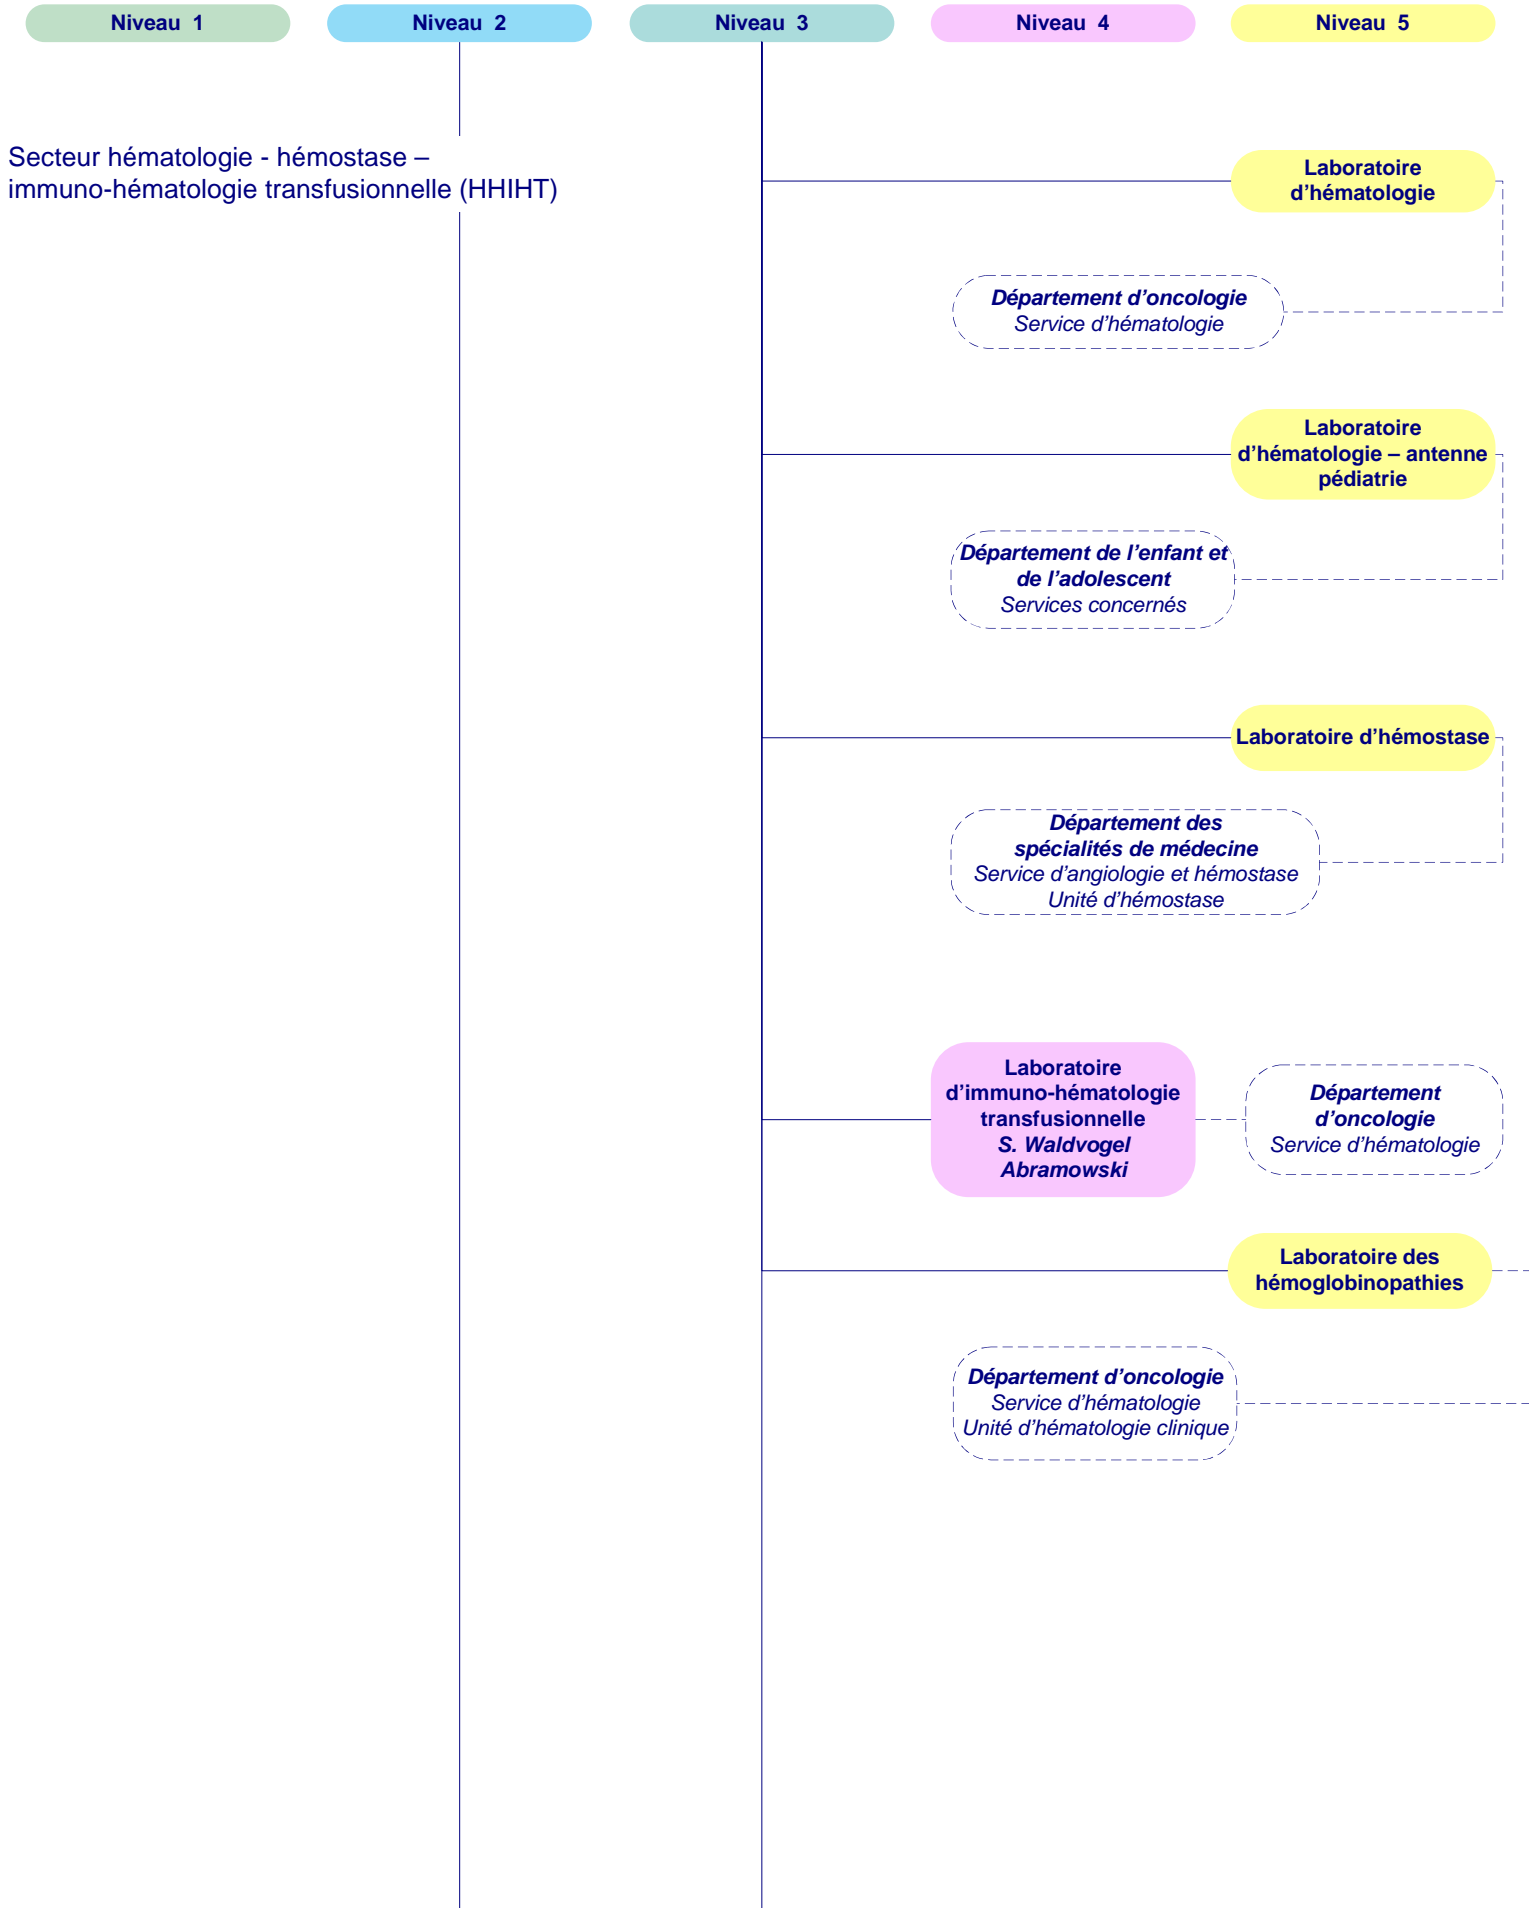 Niveau 1
Niveau 2
Niveau 3
Niveau 4
Niveau 5
Secteur hématologie - hémostase –
immuno-hématologie transfusionnelle (HHIHT)
Laboratoire
d’hématologie
Département d’oncologie
Service d’hématologie
Laboratoire
d’hématologie – antenne
pédiatrie
Département de l’enfant et
de l’adolescent
Services concernés
Laboratoire d’hémostase
Département des
spécialités de médecine
Service d’angiologie et hémostase
Unité d’hémostase
Laboratoire
d’immuno-hématologie
transfusionnelle
S. Waldvogel
Abramowski
Département
d’oncologie
Service d’hématologie
Laboratoire des
hémoglobinopathies
Département d’oncologie
Service d’hématologie
Unité d’hématologie clinique